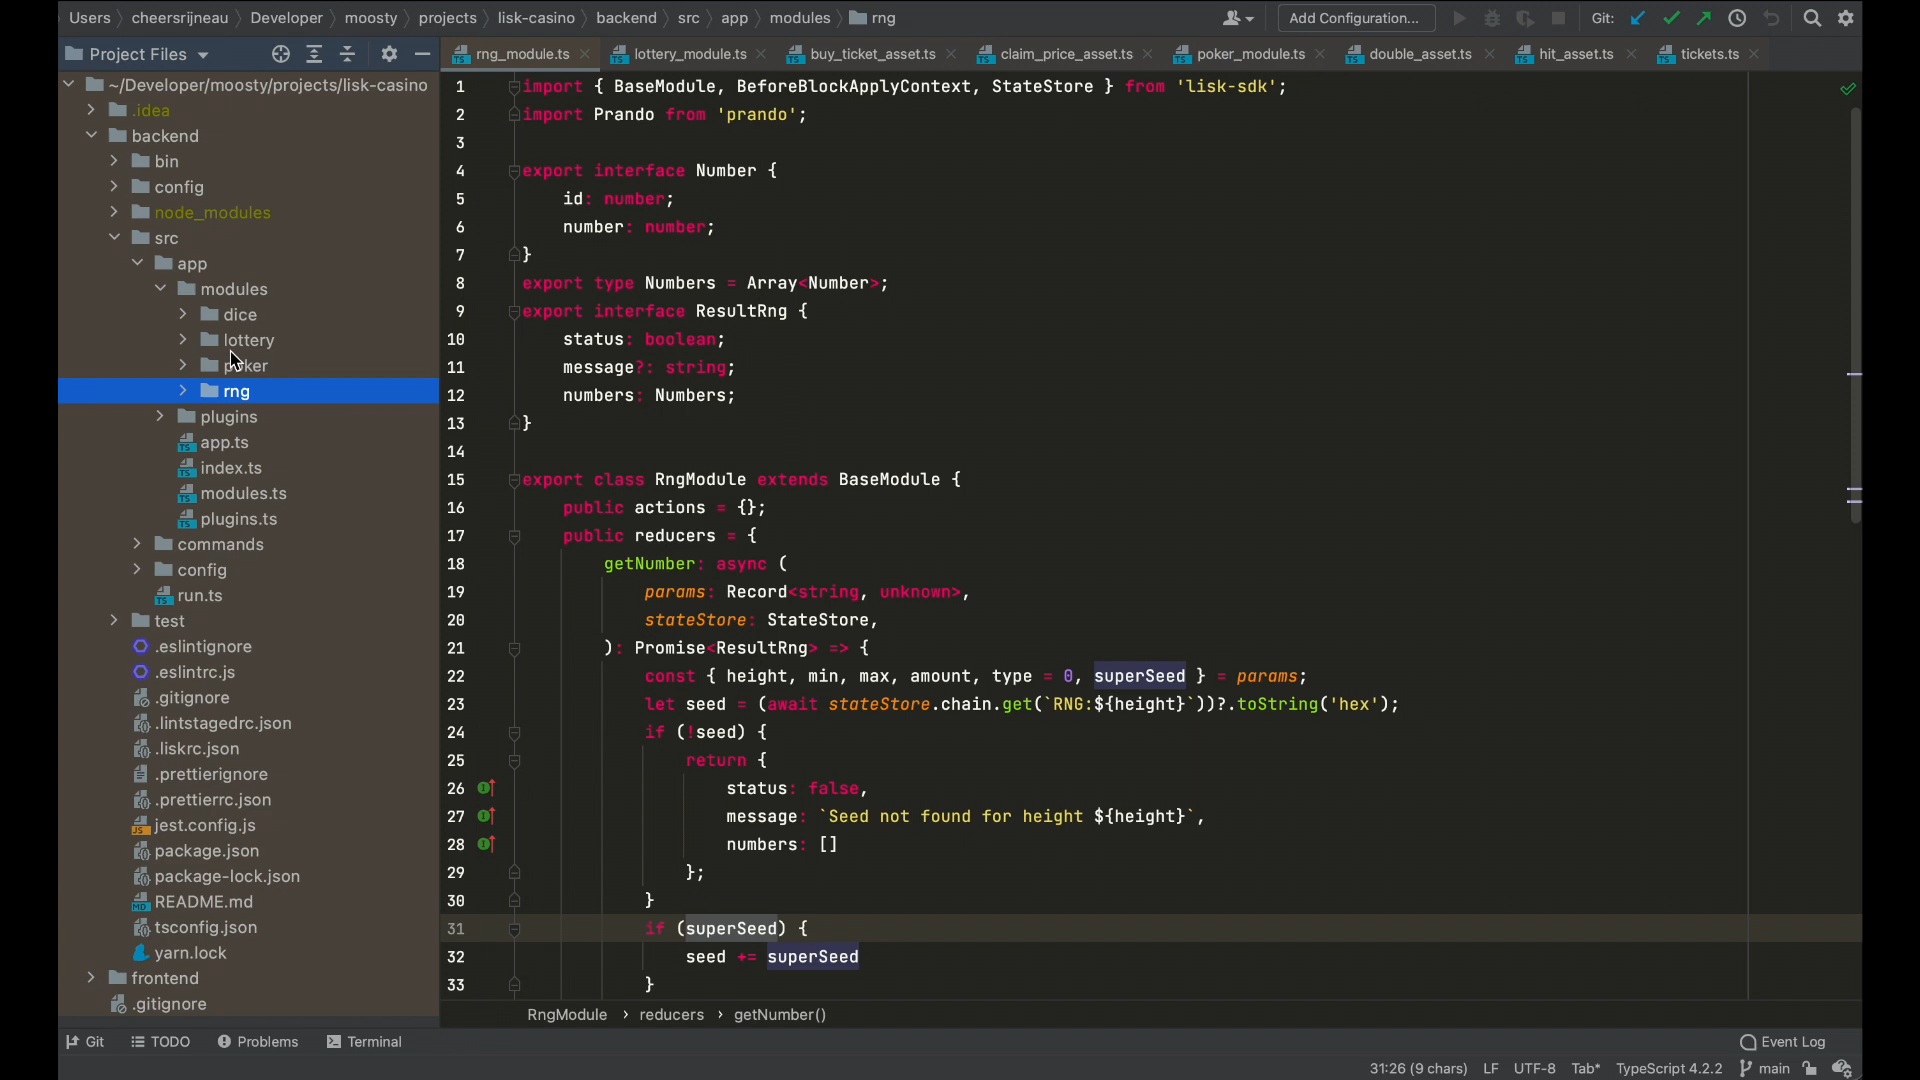 Users cheersrijneau Developer moosty projects lisk-casino backend src app modules rng Add Configuration... Git:
Project Files
rng_module.ts lottery_module.ts buy_ticket_asset.ts claim_price_asset.ts poker_module.ts double_asset.ts hit_asset.ts tickets.ts
~/Developer/moosty/projects/lisk-casino
.idea
backend
bin
config
node_modules
src
app
modules
dice
lottery
poker
rng
plugins
app.ts
index.ts
modules.ts
plugins.ts
commands
config
run.ts
test
.eslintignore
.eslintrc.js
.gitignore
.lintstagedrc.json
.liskrc.json
.prettierignore
.prettierrc.json
jest.config.js
package.json
package-lock.json
README.md
tsconfig.json
yarn.lock
frontend
.gitignore
1 import { BaseModule, BeforeBlockApplyContext, StateStore } from 'lisk-sdk';
2 import Prando from 'prando';
3
4 export interface Number {
5 id: number;
6 number: number;
7 }
8 export type Numbers = Array<Number>;
9 export interface ResultRng {
10 status: boolean;
11 message?: string;
12 numbers: Numbers;
13 }
14
15 export class RngModule extends BaseModule {
16 public actions = {};
17 public reducers = {
18 getNumber: async (
19 params: Record<string, unknown>,
20 stateStore: StateStore,
21 ): Promise<ResultRng> => {
22 const { height, min, max, amount, type = 0, superSeed } = params;
23 let seed = (await stateStore.chain.get(`RNG:${height}`))?.toString('hex');
24 if (!seed) {
25 return {
26 status: false,
27 message: `Seed not found for height ${height}`,
28 numbers: []
29 };
30 }
31 if (superSeed) {
32 seed += superSeed
33 }
RngModule reducers getNumber()
Git TODO Problems Terminal Event Log
31:26 (9 chars) LF UTF-8 Tab* TypeScript 4.2.2 main